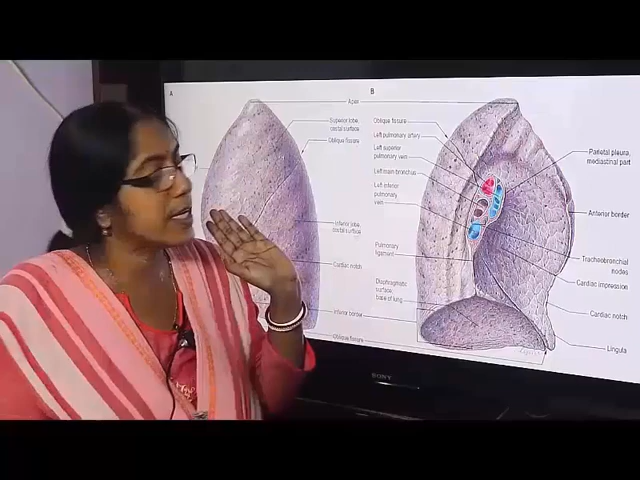 A
B
Apex
Superior lobe,
costal surface
Oblique fissure
Inferior lobe,
costal surface
Cardiac notch
Inferior border
Oblique fissure
Oblique fissure
Left pulmonary artery
Left superior
pulmonary vein
Left main bronchus
Left inferior
pulmonary vein
Pulmonary
ligament
Diaphragmatic
surface,
base of lung
Parietal pleura,
mediastinal part
Anterior border
Tracheobronchial
nodes
Cardiac impression
Cardiac notch
Lingula
SONY